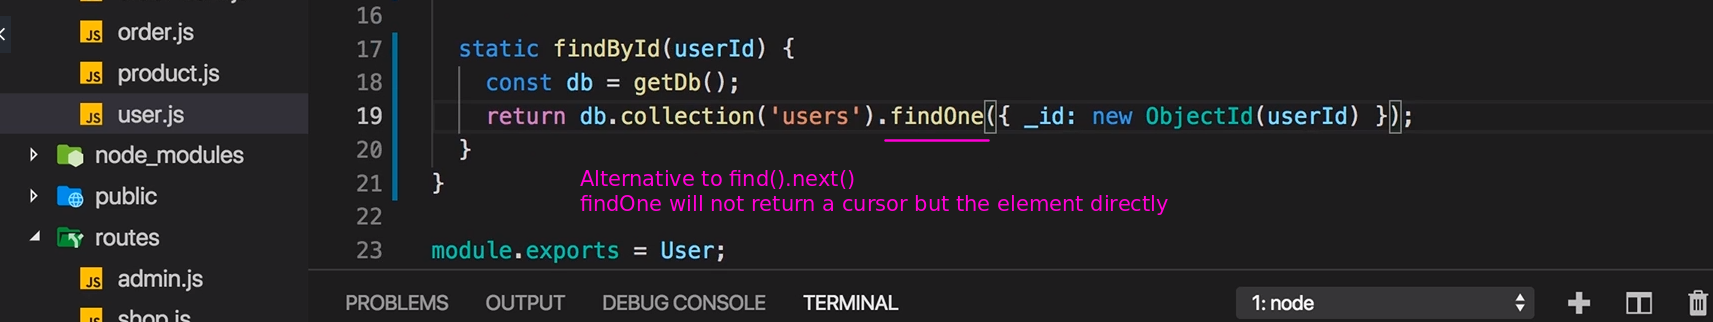 order.js
product.js
user.js
node_modules
public
routes
admin.js
shop.js
16
17 static findById(userId) {
18 const db = getDb();
19 return db.collection('users').findOne({ _id: new ObjectId(userId) });
20 }
Alternative to find().next()
21 }
findOne will not return a cursor but the element directly
22
23 module.exports = User;
PROBLEMS OUTPUT DEBUG CONSOLE TERMINAL 1: node